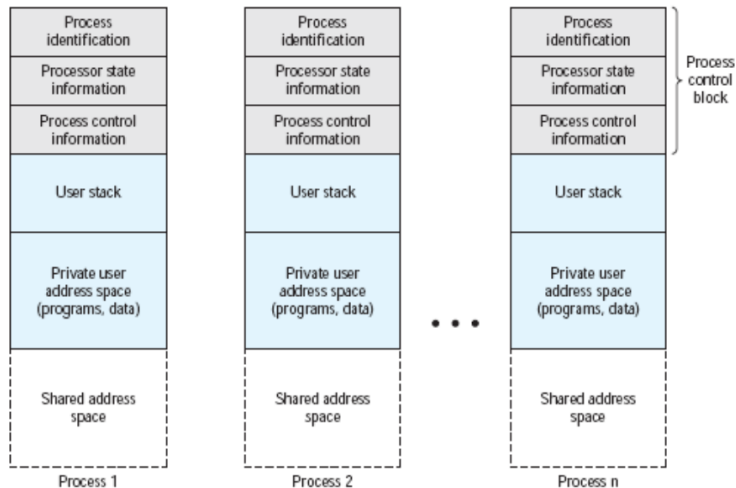 Process
identification
Processor state
information
Process control
information
User stack
Private user
address space
(programs, data)
Shared address
space
Process 1
Process
identification
Processor state
information
Process control
information
User stack
Private user
address space
(programs, data)
Shared address
space
Process 2
Process
identification
Processor state
information
Process control
information
User stack
Private user
address space
(programs, data)
Shared address
space
Process n
Process
control
block